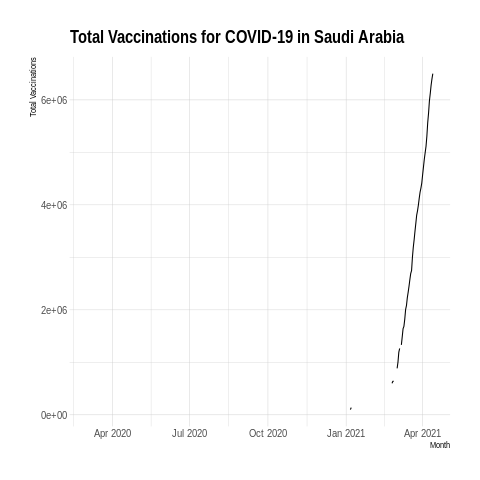 Total Vaccinations for COVID-19 in Saudi Arabia
Total Vaccinations
6e+06
4e+06
2e+06
0e+00
Apr 2020 Jul 2020 Oct 2020 Jan 2021 Apr 2021
Month